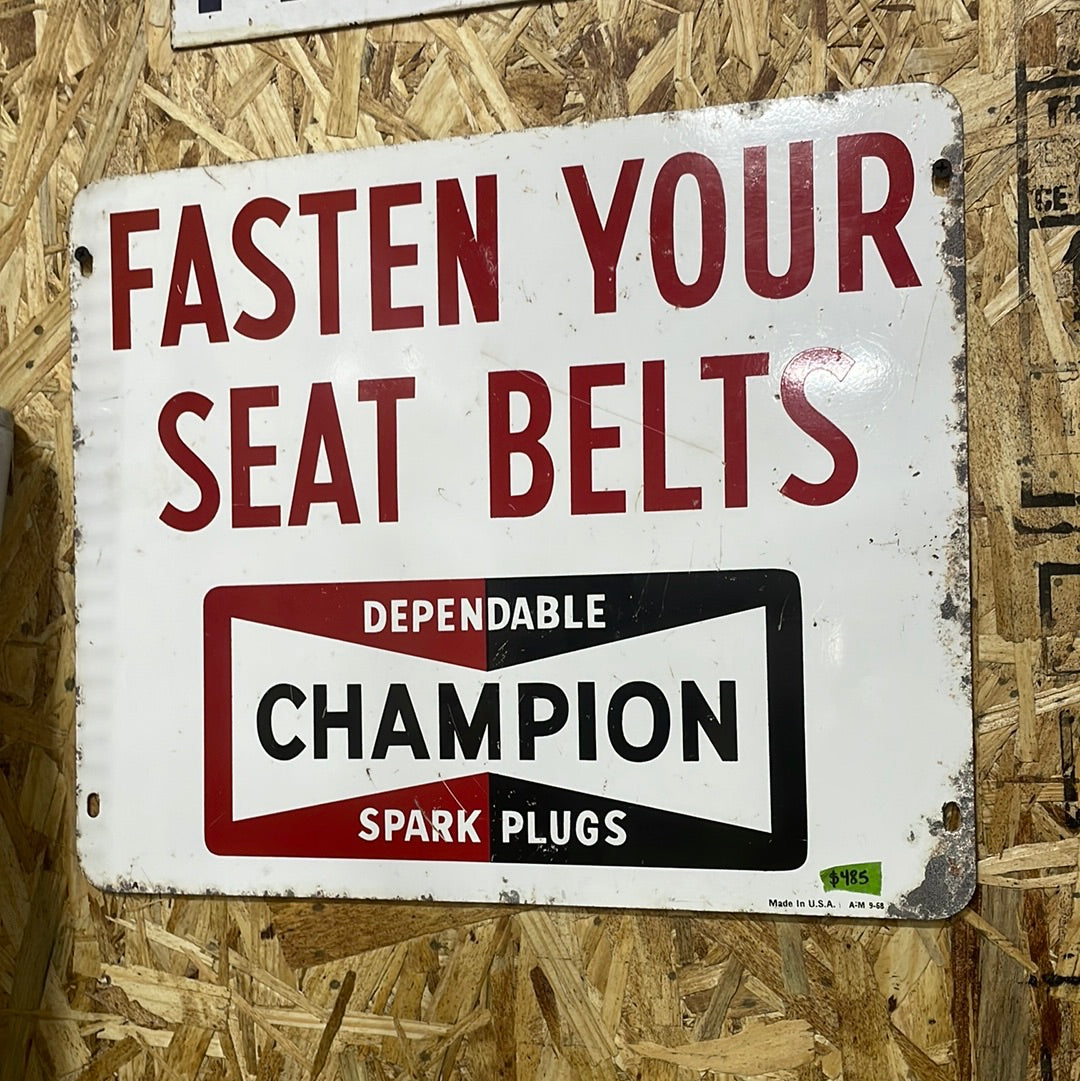 FASTEN YOUR
SEAT BELTS
DEPENDABLE
CHAMPION
SPARK PLUGS
$485
Made In U.S.A. A-M 9-68